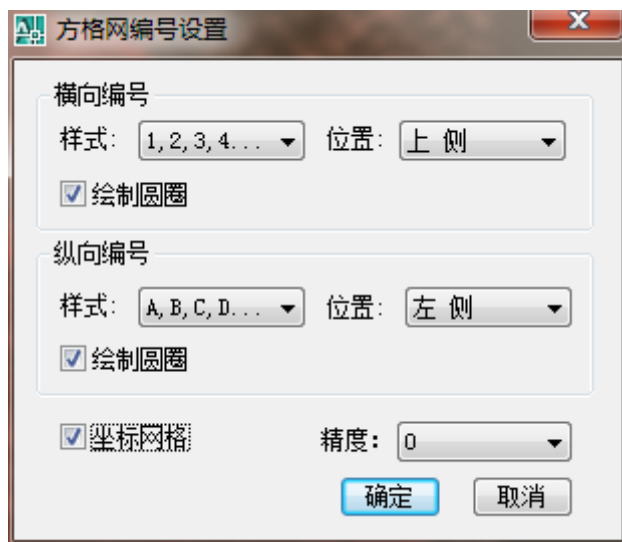 方格网编号设置
横向编号
样式: 1,2,3,4... 位置: 上 侧
绘制圆圈
纵向编号
样式: A,B,C,D... 位置: 左 侧
绘制圆圈
坐标网格 精度: 0
确定 取消